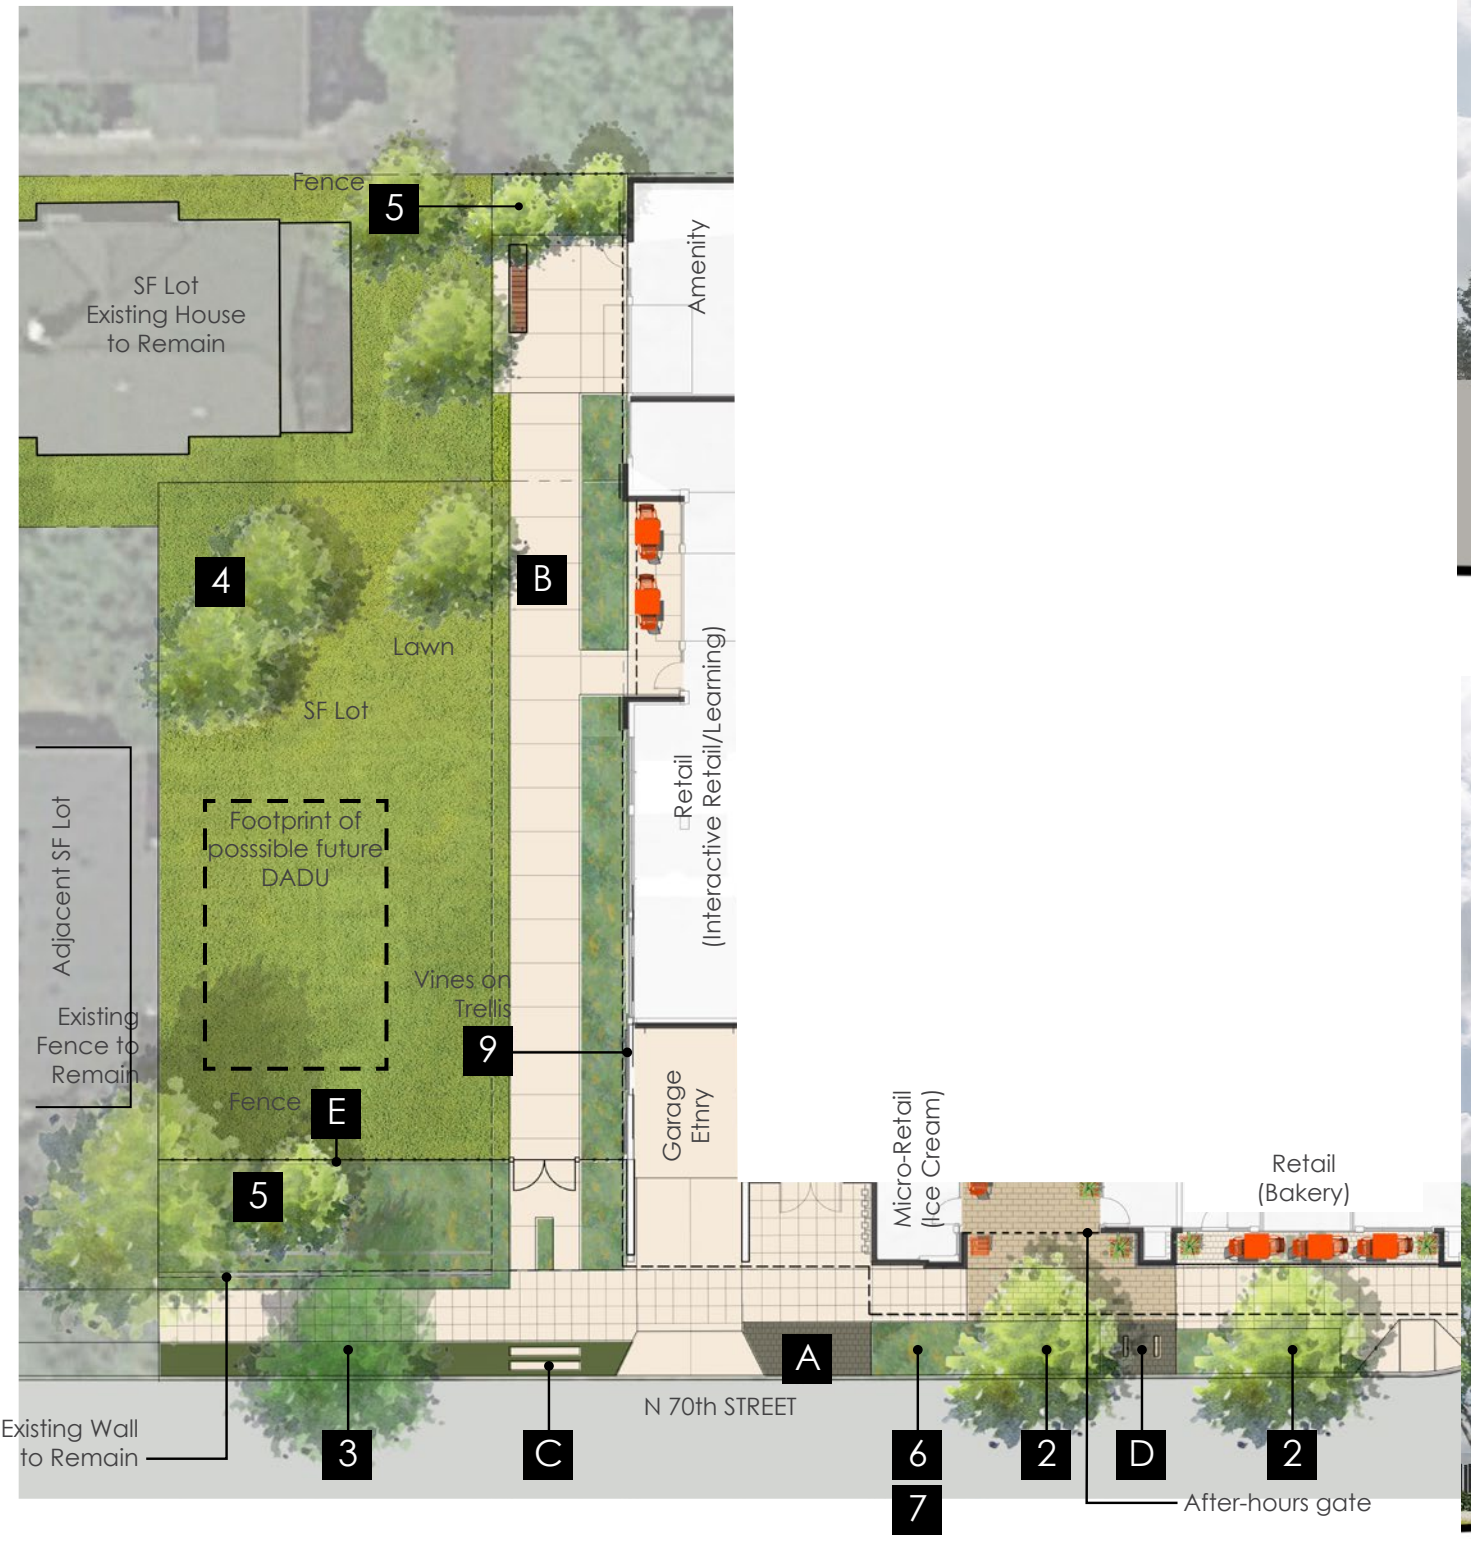 Fence
5
SF Lot
Existing House
to Remain
Amenity
4
B
Lawn
SF Lot
Retail
(Interactive Retail/Learning)
Footprint of
posssible future
DADU
Adjacent SF Lot
Vines on
Trellis
9
Existing
Fence to
Remain
Fence
E
Garage
Etnry
5
Micro-Retail
(Ice Cream)
Retail
(Bakery)
A
N 70th STREET
Existing Wall
to Remain
3
C
6
7
2
D
2
After-hours gate